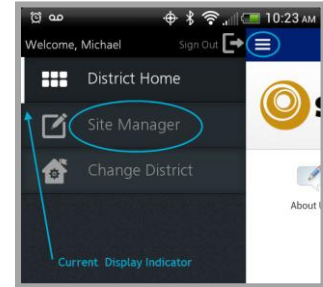 10:23 AM
Welcome, Michael Sign Out
District Home
Site Manager
Change District
About
Current Display Indicator